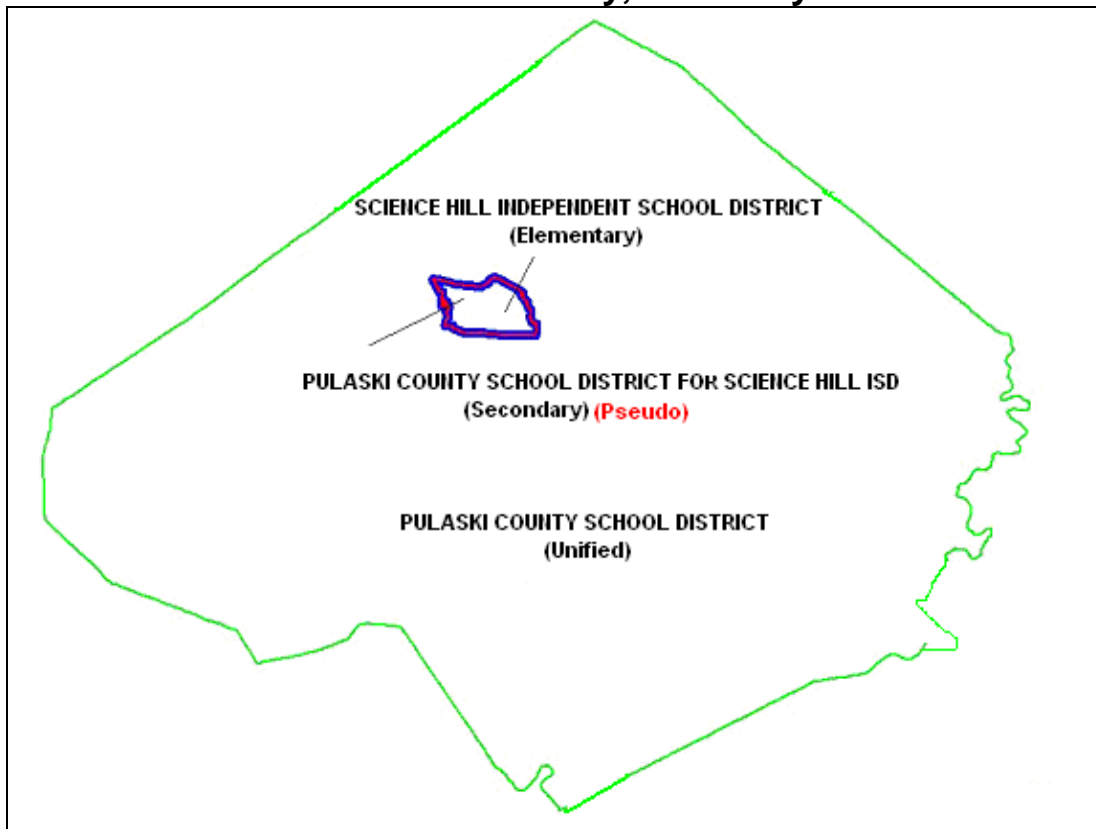 SCIENCE HILL INDEPENDENT SCHOOL DISTRICT
(Elementary)
PULASKI COUNTY SCHOOL DISTRICT FOR SCIENCE HILL ISD
(Secondary) (Pseudo)
PULASKI COUNTY SCHOOL DISTRICT
(Unified)